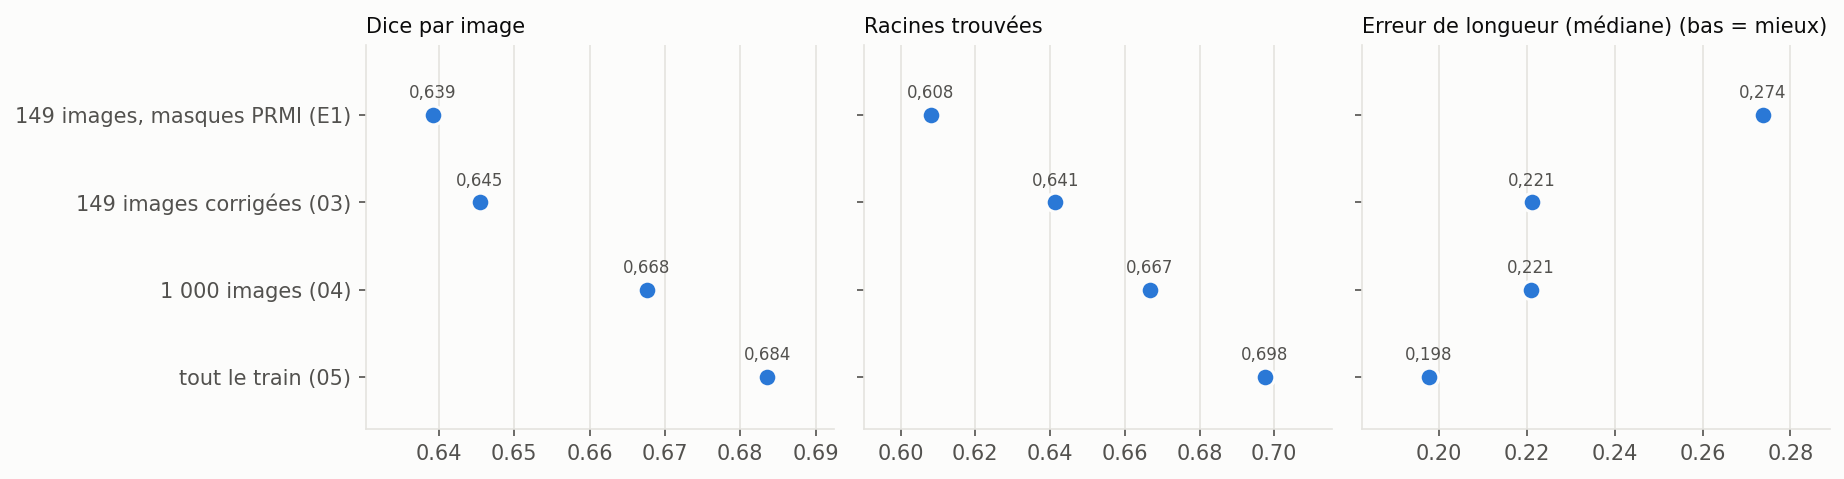 Dice par image
Racines trouvées
Erreur de longueur (médiane) (bas = mieux)
149 images, masques PRMI (E1)
0,639
0,608
0,274
149 images corrigées (03)
0,645
0,641
0,221
1 000 images (04)
0,668
0,667
0,221
tout le train (05)
0,684
0,698
0,198
0.64 0.65 0.66 0.67 0.68 0.69
0.60 0.62 0.64 0.66 0.68 0.70
0.20 0.22 0.24 0.26 0.28